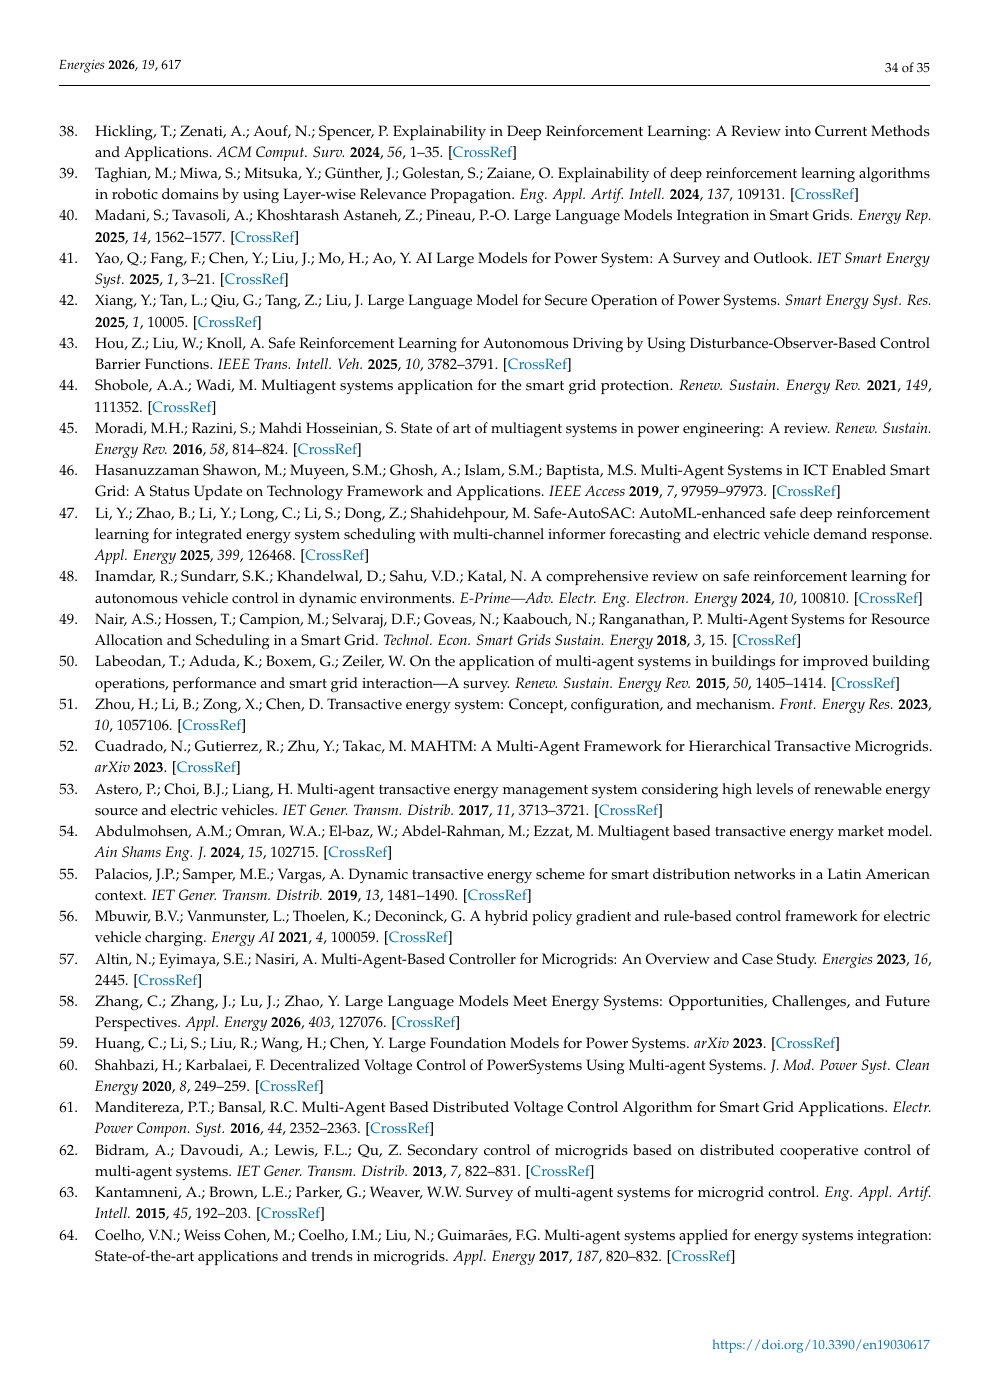 Energies 2026, 19, 617
34 of 35
38. Hickling, T.; Zenati, A.; Aouf, N.; Spencer, P. Explainability in Deep Reinforcement Learning: A Review into Current Methods
and Applications. ACM Comput. Surv. 2024, 56, 1–35. [CrossRef]
39. Taghian, M.; Miwa, S.; Mitsuka, Y.; Günther, J.; Golestan, S.; Zaiane, O. Explainability of deep reinforcement learning algorithms
in robotic domains by using Layer-wise Relevance Propagation. Eng. Appl. Artif. Intell. 2024, 137, 109131. [CrossRef]
40. Madani, S.; Tavasoli, A.; Khoshtarash Astaneh, Z.; Pineau, P.-O. Large Language Models Integration in Smart Grids. Energy Rep.
2025, 14, 1562–1577. [CrossRef]
41. Yao, Q.; Fang, F.; Chen, Y.; Liu, J.; Mo, H.; Ao, Y. AI Large Models for Power System: A Survey and Outlook. IET Smart Energy
Syst. 2025, 1, 3–21. [CrossRef]
42. Xiang, Y.; Tan, L.; Qiu, G.; Tang, Z.; Liu, J. Large Language Model for Secure Operation of Power Systems. Smart Energy Syst. Res.
2025, 1, 10005. [CrossRef]
43. Hou, Z.; Liu, W.; Knoll, A. Safe Reinforcement Learning for Autonomous Driving by Using Disturbance-Observer-Based Control
Barrier Functions. IEEE Trans. Intell. Veh. 2025, 10, 3782–3791. [CrossRef]
44. Shobole, A.A.; Wadi, M. Multiagent systems application for the smart grid protection. Renew. Sustain. Energy Rev. 2021, 149,
111352. [CrossRef]
45. Moradi, M.H.; Razini, S.; Mahdi Hosseinian, S. State of art of multiagent systems in power engineering: A review. Renew. Sustain.
Energy Rev. 2016, 58, 814–824. [CrossRef]
46. Hasanuzzaman Shawon, M.; Muyeen, S.M.; Ghosh, A.; Islam, S.M.; Baptista, M.S. Multi-Agent Systems in ICT Enabled Smart
Grid: A Status Update on Technology Framework and Applications. IEEE Access 2019, 7, 97959–97973. [CrossRef]
47. Li, Y.; Zhao, B.; Li, Y.; Long, C.; Li, S.; Dong, Z.; Shahidehpour, M. Safe-AutoSAC: AutoML-enhanced safe deep reinforcement
learning for integrated energy system scheduling with multi-channel informer forecasting and electric vehicle demand response.
Appl. Energy 2025, 399, 126468. [CrossRef]
48. Inamdar, R.; Sundarr, S.K.; Khandelwal, D.; Sahu, V.D.; Katal, N. A comprehensive review on safe reinforcement learning for
autonomous vehicle control in dynamic environments. E-Prime—Adv. Electr. Eng. Electron. Energy 2024, 10, 100810. [CrossRef]
49. Nair, A.S.; Hossen, T.; Campion, M.; Selvaraj, D.F.; Goveas, N.; Kaabouch, N.; Ranganathan, P. Multi-Agent Systems for Resource
Allocation and Scheduling in a Smart Grid. Technol. Econ. Smart Grids Sustain. Energy 2018, 3, 15. [CrossRef]
50. Labeodan, T.; Aduda, K.; Boxem, G.; Zeiler, W. On the application of multi-agent systems in buildings for improved building
operations, performance and smart grid interaction—A survey. Renew. Sustain. Energy Rev. 2015, 50, 1405–1414. [CrossRef]
51. Zhou, H.; Li, B.; Zong, X.; Chen, D. Transactive energy system: Concept, configuration, and mechanism. Front. Energy Res. 2023,
10, 1057106. [CrossRef]
52. Cuadrado, N.; Gutierrez, R.; Zhu, Y.; Takac, M. MAHTM: A Multi-Agent Framework for Hierarchical Transactive Microgrids.
arXiv 2023. [CrossRef]
53. Astero, P.; Choi, B.J.; Liang, H. Multi-agent transactive energy management system considering high levels of renewable energy
source and electric vehicles. IET Gener. Transm. Distrib. 2017, 11, 3713–3721. [CrossRef]
54. Abdulmohsen, A.M.; Omran, W.A.; El-baz, W.; Abdel-Rahman, M.; Ezzat, M. Multiagent based transactive energy market model.
Ain Shams Eng. J. 2024, 15, 102715. [CrossRef]
55. Palacios, J.P.; Samper, M.E.; Vargas, A. Dynamic transactive energy scheme for smart distribution networks in a Latin American
context. IET Gener. Transm. Distrib. 2019, 13, 1481–1490. [CrossRef]
56. Mbuwir, B.V.; Vanmunster, L.; Thoelen, K.; Deconinck, G. A hybrid policy gradient and rule-based control framework for electric
vehicle charging. Energy AI 2021, 4, 100059. [CrossRef]
57. Altin, N.; Eyimaya, S.E.; Nasiri, A. Multi-Agent-Based Controller for Microgrids: An Overview and Case Study. Energies 2023, 16,
2445. [CrossRef]
58. Zhang, C.; Zhang, J.; Lu, J.; Zhao, Y. Large Language Models Meet Energy Systems: Opportunities, Challenges, and Future
Perspectives. Appl. Energy 2026, 403, 127076. [CrossRef]
59. Huang, C.; Li, S.; Liu, R.; Wang, H.; Chen, Y. Large Foundation Models for Power Systems. arXiv 2023. [CrossRef]
60. Shahbazi, H.; Karbalaei, F. Decentralized Voltage Control of PowerSystems Using Multi-agent Systems. J. Mod. Power Syst. Clean
Energy 2020, 8, 249–259. [CrossRef]
61. Manditereza, P.T.; Bansal, R.C. Multi-Agent Based Distributed Voltage Control Algorithm for Smart Grid Applications. Electr.
Power Compon. Syst. 2016, 44, 2352–2363. [CrossRef]
62. Bidram, A.; Davoudi, A.; Lewis, F.L.; Qu, Z. Secondary control of microgrids based on distributed cooperative control of
multi-agent systems. IET Gener. Transm. Distrib. 2013, 7, 822–831. [CrossRef]
63. Kantamneni, A.; Brown, L.E.; Parker, G.; Weaver, W.W. Survey of multi-agent systems for microgrid control. Eng. Appl. Artif.
Intell. 2015, 45, 192–203. [CrossRef]
64. Coelho, V.N.; Weiss Cohen, M.; Coelho, I.M.; Liu, N.; Guimarães, F.G. Multi-agent systems applied for energy systems integration:
State-of-the-art applications and trends in microgrids. Appl. Energy 2017, 187, 820–832. [CrossRef]
https://doi.org/10.3390/en19030617